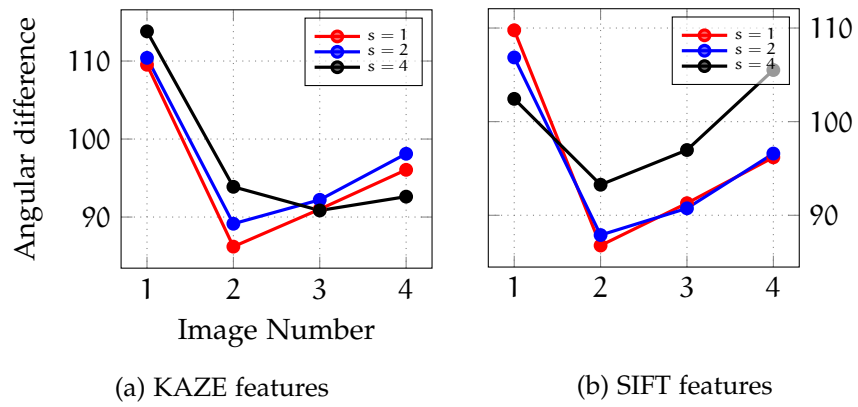 Angular difference
110
100
90
s = 1
s = 2
s = 4
1 2 3 4
Image Number
(a) KAZE features
s = 1
s = 2
s = 4
110
100
90
1 2 3 4
(b) SIFT features